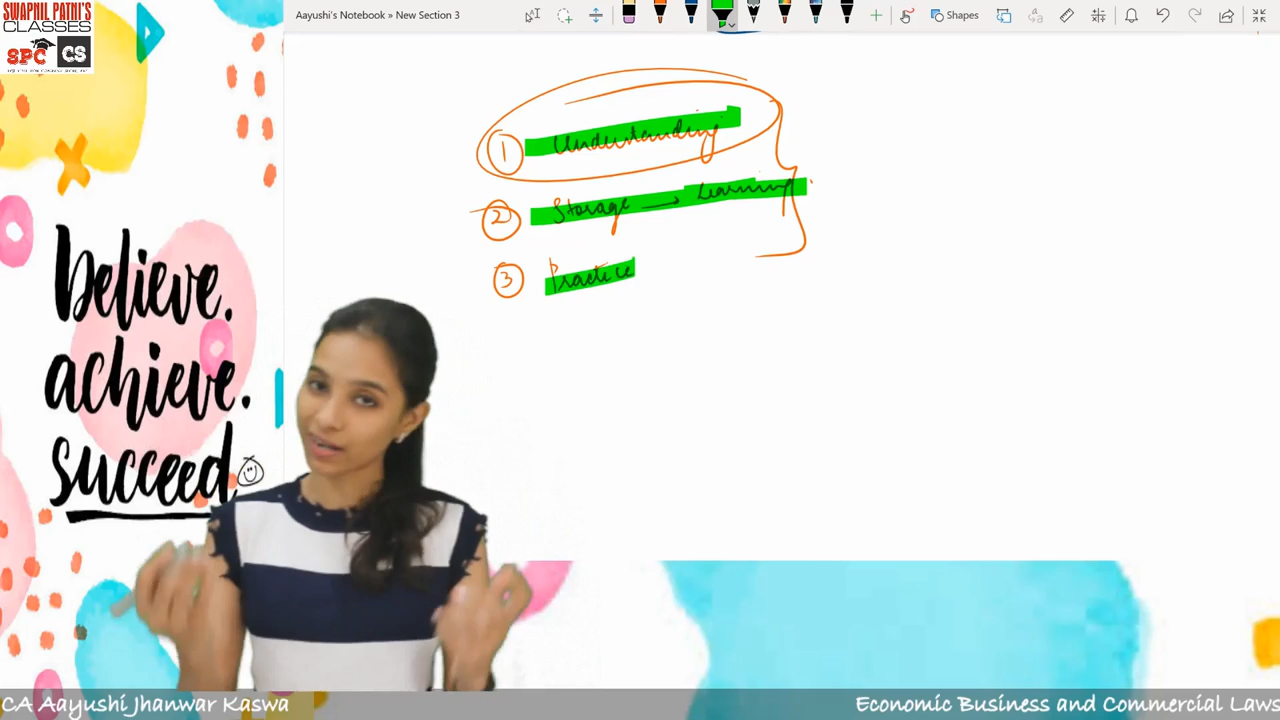 SWAPNIL PATNI'S
CLASSES
SPC CS
Aayushi's Notebook » New Section 3
Shapes
1 Understanding
2 Storage → Learning
3 Practice
Believe.
achieve.
succeed
CA Aayushi Jhanwar Kaswa
Economic Business and Commercial Laws